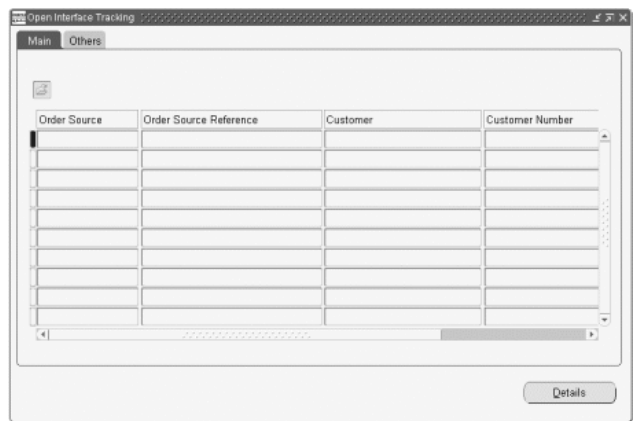 Open Interface Tracking
Main Others
Order Source Order Source Reference Customer Customer Number
Details